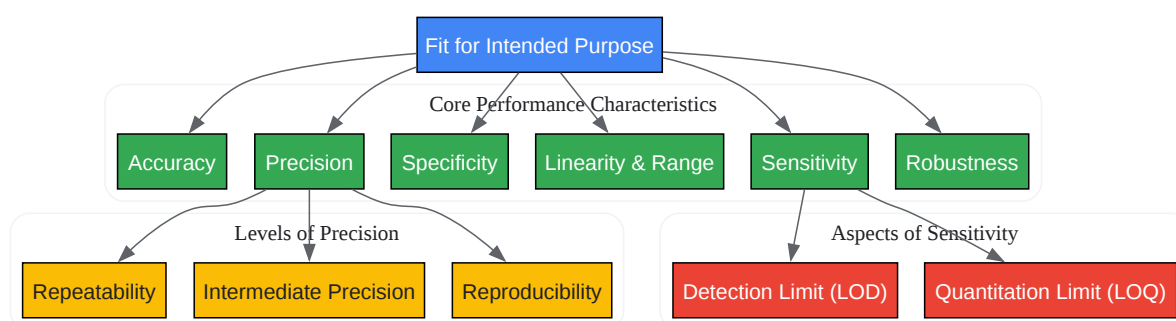 Fit for Intended Purpose
Core Performance Characteristics
Accuracy
Precision
Specificity
Linearity & Range
Sensitivity
Robustness
Levels of Precision
Aspects of Sensitivity
Repeatability
Intermediate Precision
Reproducibility
Detection Limit (LOD)
Quantitation Limit (LOQ)